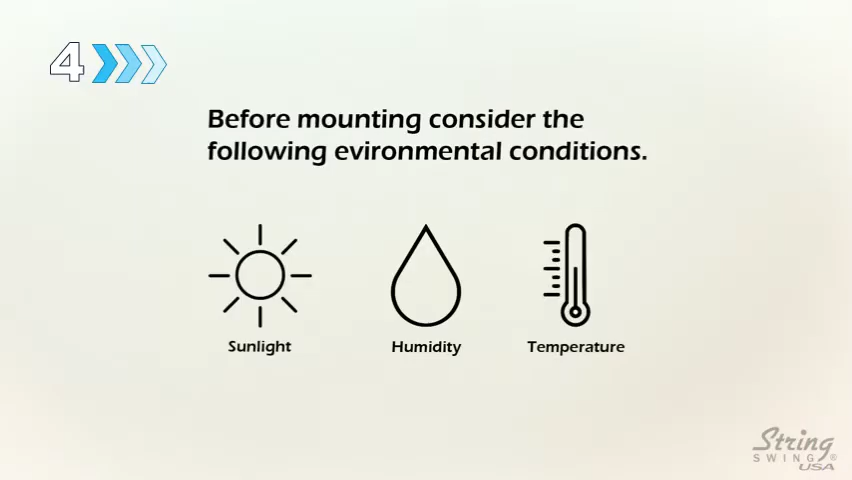 4
Before mounting consider the
following evironmental conditions.
Sunlight Humidity Temperature
String
SWING®
USA